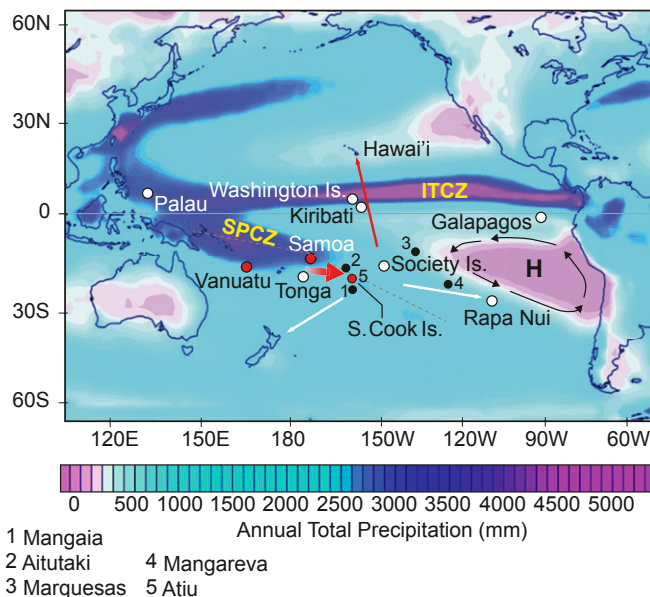 60N
30N
0
30S
60S
Hawai'i
Washington Is.
ITCZ
Palau
Kiribati
Galapagos
SPCZ
Samoa
3
H
2
Society Is.
Vanuatu
5
4
Tonga
1
Rapa Nui
S. Cook Is.
120E 150E 180 150W 120W 90W 60W
0 500 1000 1500 2000 2500 3000 3500 4000 4500 5000
Annual Total Precipitation (mm)
1 Mangaia
2 Aitutaki 4 Mangareva
3 Marquesas 5 Atiu